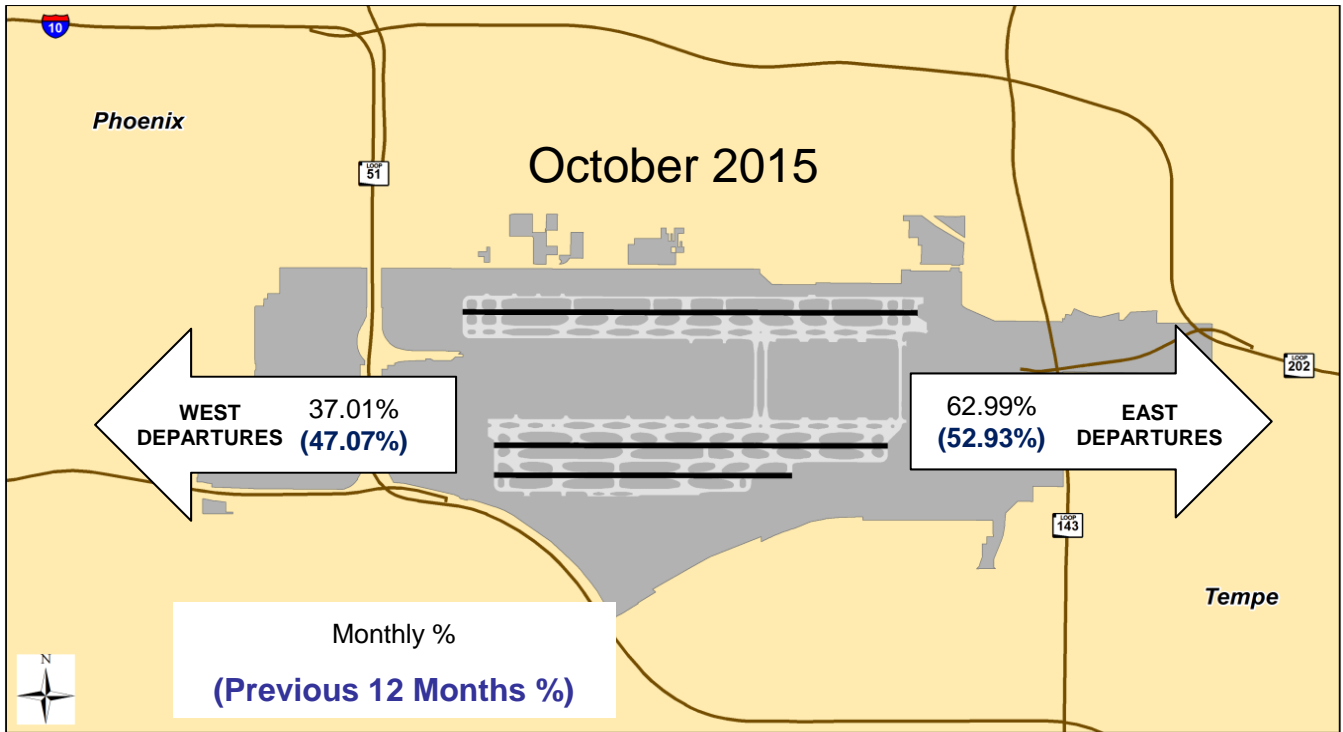 10
Phoenix
LOOP
51
October 2015
WEST
DEPARTURES
37.01%
(47.07%)
62.99%
(52.93%)
EAST
DEPARTURES
LOOP
202
LOOP
143
Tempe
Monthly %
(Previous 12 Months %)
N